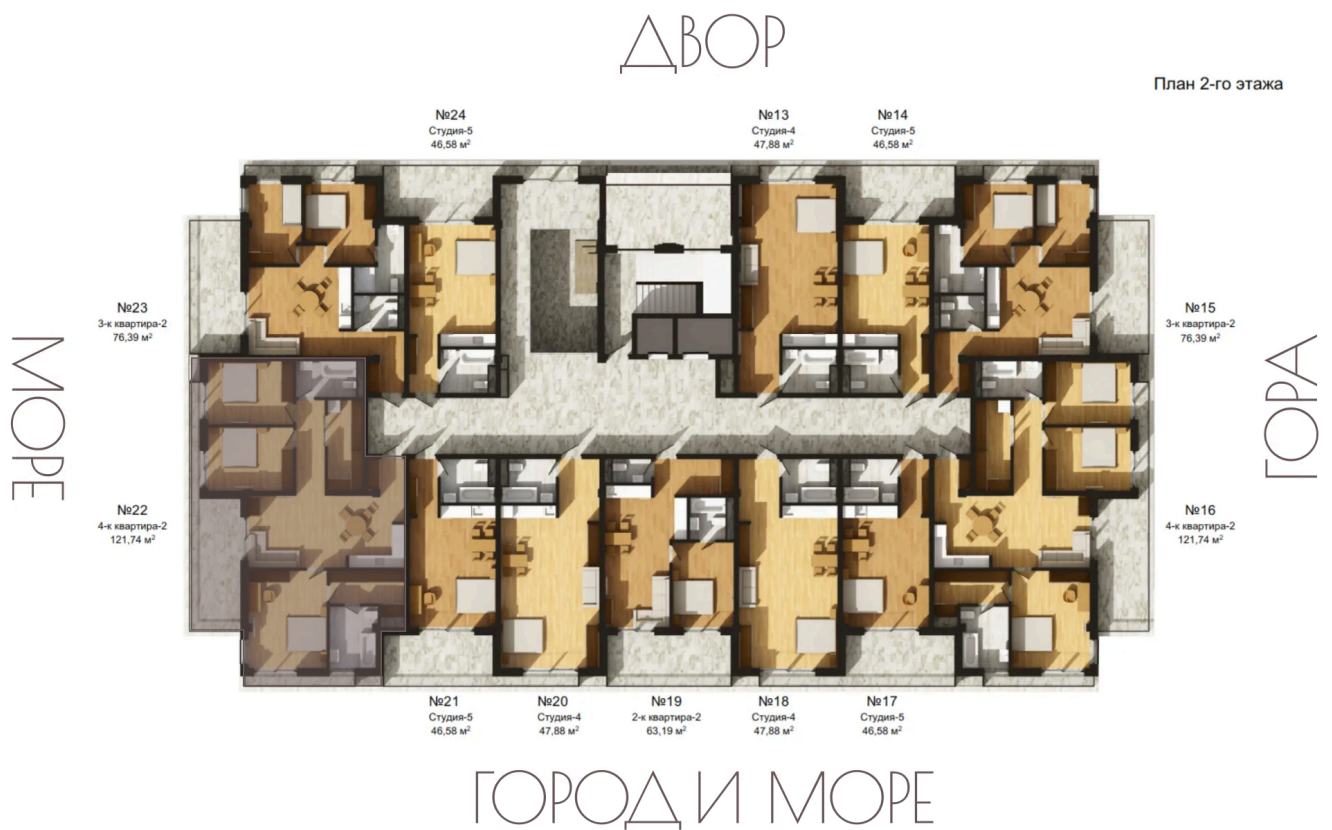 ДВОР
План 2-го этажа
№24
Студия-5
46,58 м²
№13
Студия-4
47,88 м²
№14
Студия-5
46,58 м²
№23
3-к квартира-2
76,39 м²
№15
3-к квартира-2
76,39 м²
МОРЕ
ГОРА
№22
4-к квартира-2
121,74 м²
№16
4-к квартира-2
121,74 м²
№21
Студия-5
46,58 м²
№20
Студия-4
47,88 м²
№19
2-к квартира-2
63,19 м²
№18
Студия-4
47,88 м²
№17
Студия-5
46,58 м²
ГОРОД И МОРЕ